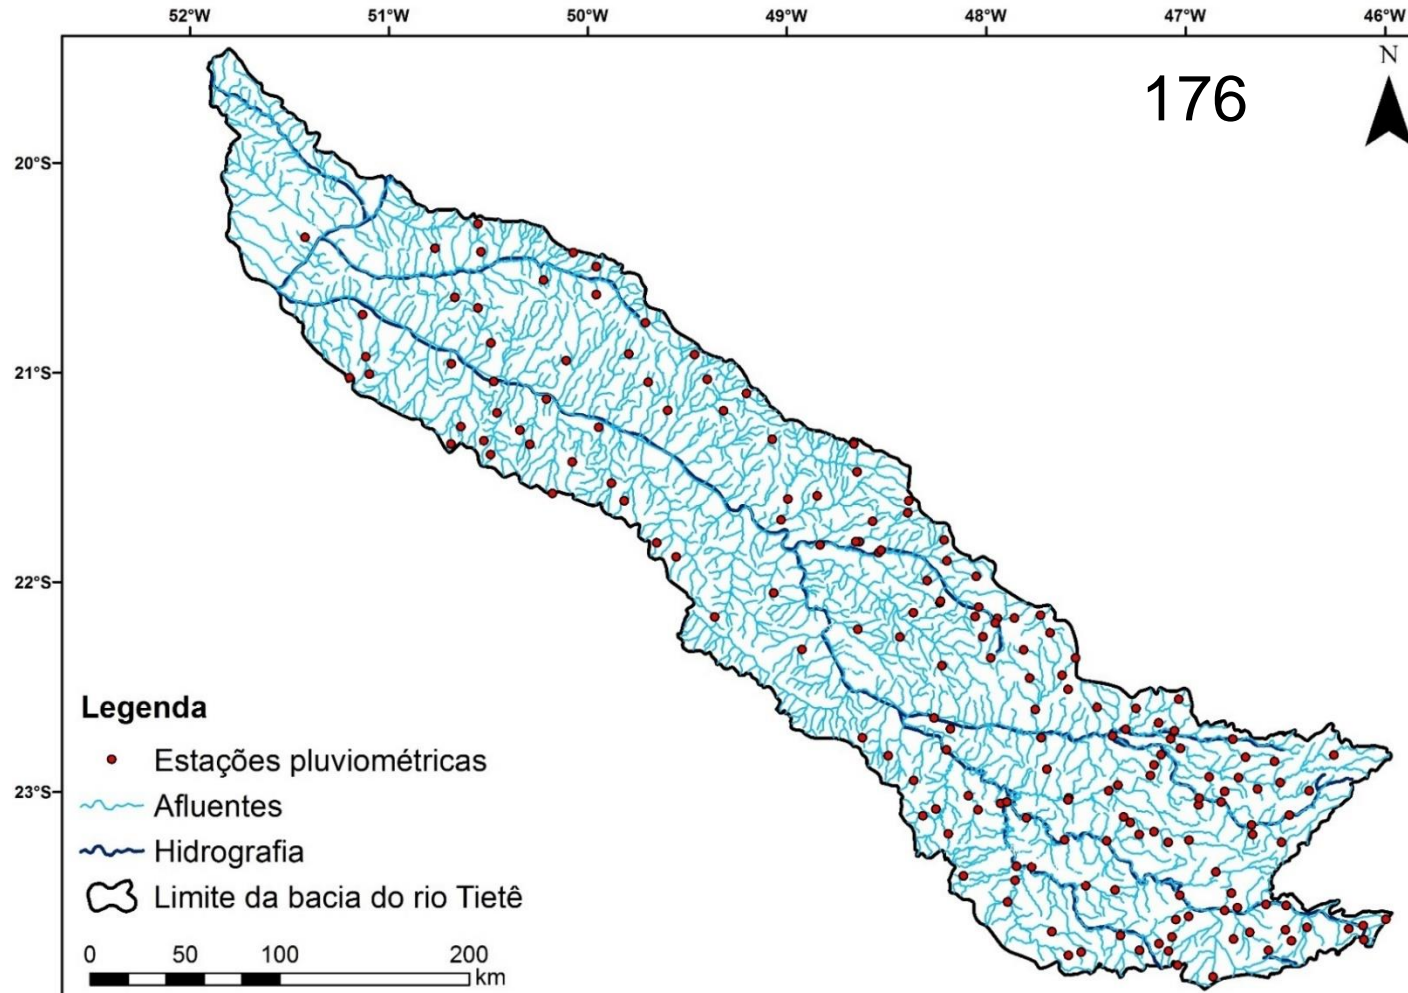 52°W 51°W 50°W 49°W 48°W 47°W 46°W
N
176
20°S
21°S
22°S
23°S
Legenda
Estações pluviométricas
Afluentes
Hidrografia
Limite da bacia do rio Tietê
0 50 100 200
km